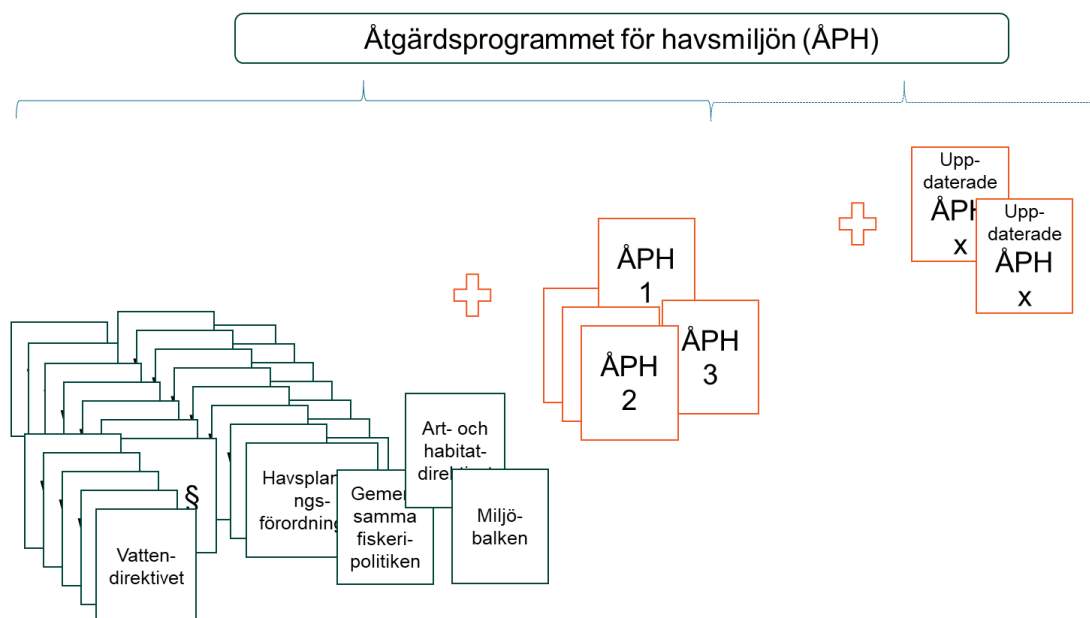 Åtgärdsprogrammet för havsmiljön (ÅPH)
Upp-
daterade
x
Upp-
daterade
ÅPH
x
ÅPH
1
ÅPH
2
ÅPH
3
Art- och
habitat-
Havsplan
ngs-
förordning
§
Gemen
samma
fiskeri-
politiken
Miljö-
balken
Vatten-
direktivet